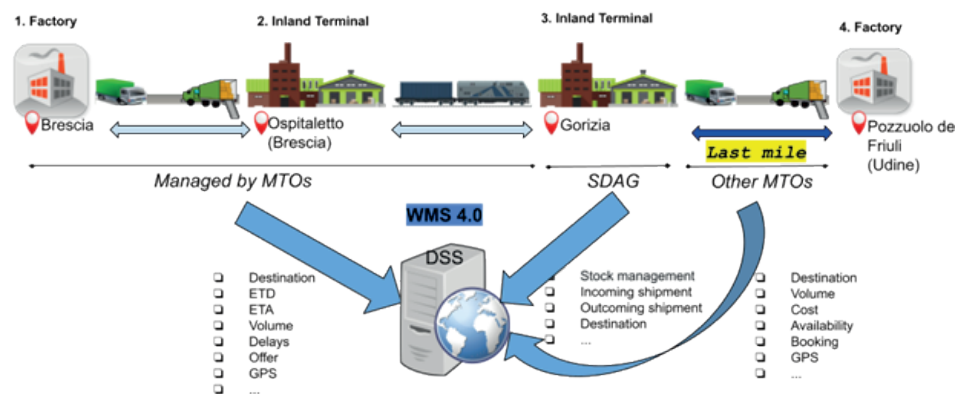 1. Factory
2. Inland Terminal
3. Inland Terminal
4. Factory
Brescia
Ospitaletto
(Brescia)
Gorizia
Pozzuolo de
Friuli
(Udine)
Last mile
Managed by MTOs
SDAG
Other MTOs
WMS 4.0
DSS
Destination
ETD
ETA
Volume
Delays
Offer
GPS
...
Stock management
Incoming shipment
Outcoming shipment
Destination
...
Destination
Volume
Cost
Availability
Booking
GPS
...